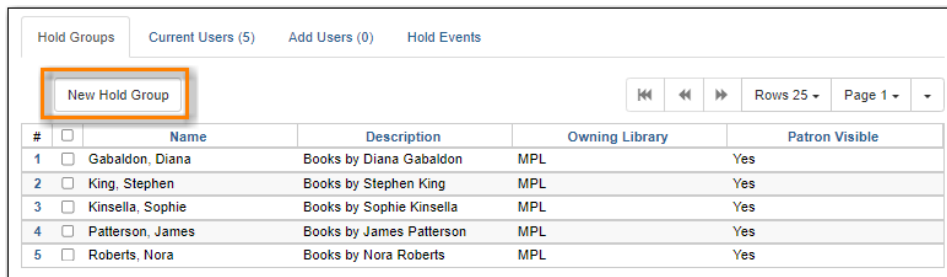 Hold Groups Current Users (5) Add Users (0) Hold Events
New Hold Group Rows 25 Page 1
# Name Description Owning Library Patron Visible
1 Gabaldon, Diana Books by Diana Gabaldon MPL Yes
2 King, Stephen Books by Stephen King MPL Yes
3 Kinsella, Sophie Books by Sophie Kinsella MPL Yes
4 Patterson, James Books by James Patterson MPL Yes
5 Roberts, Nora Books by Nora Roberts MPL Yes